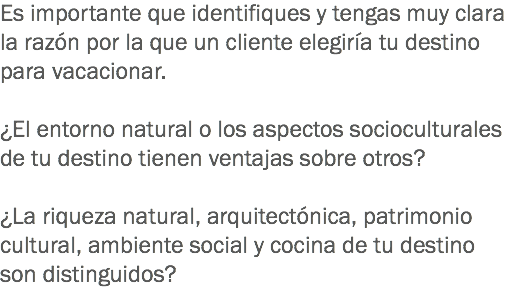 Es importante que identifiques y tengas muy clara
la razón por la que un cliente elegiría tu destino
para vacacionar.
¿El entorno natural o los aspectos socioculturales
de tu destino tienen ventajas sobre otros?
¿La riqueza natural, arquitectónica, patrimonio
cultural, ambiente social y cocina de tu destino
son distinguidos?